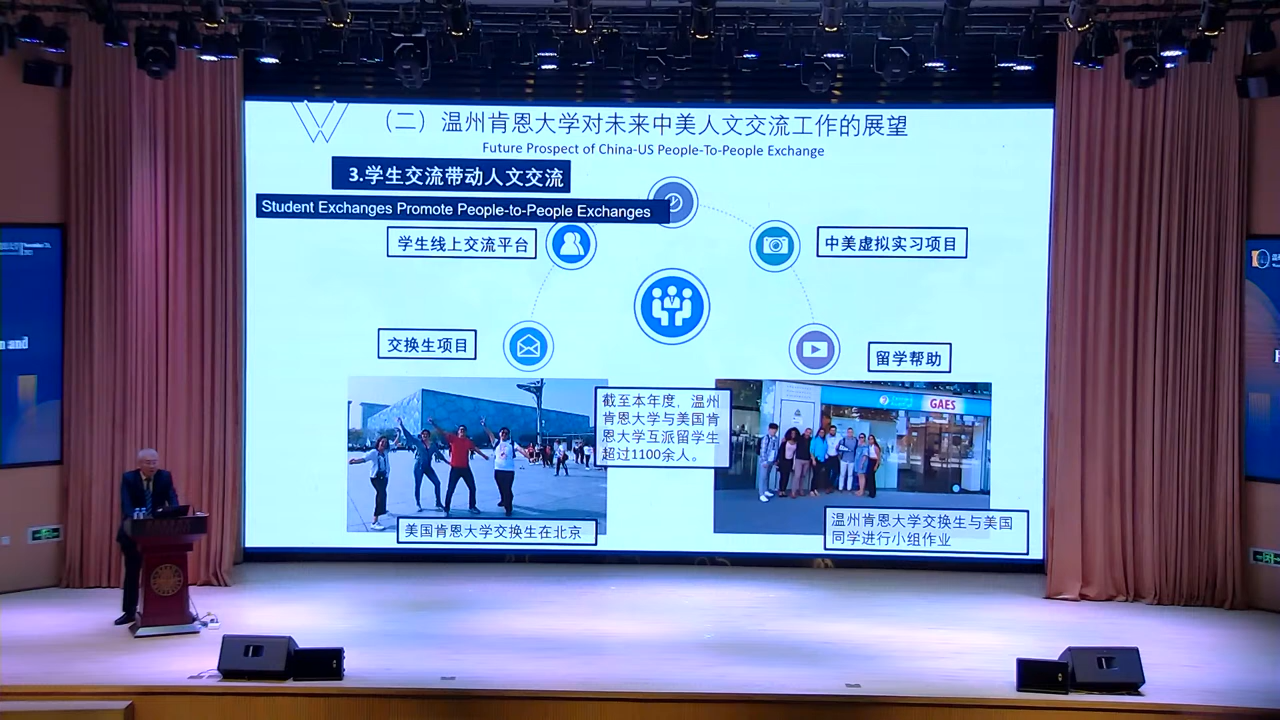 （二）温州肯恩大学对未来中美人文交流工作的展望
Future Prospect of China-US People-To-People Exchange
3.学生交流带动人文交流
Student Exchanges Promote People-to-People Exchanges
学生线上交流平台
中美虚拟实习项目
交换生项目
留学帮助
截至本年度，温州
肯恩大学与美国肯
恩大学互派留学生
超过1100余人。
GAES
美国肯恩大学交换生在北京
温州肯恩大学交换生与美国
同学进行小组作业
and